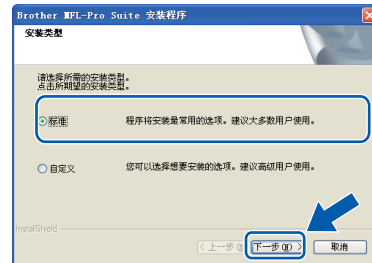 Brother MFL-Pro Suite 安装程序
安装类型
请选择所需的安装类型。
点击所期望的安装类型。
标准 程序将安装最常用的选项。建议大多数用户使用。
自定义 您可以选择想要安装的选项。建议高级用户使用。
InstallShield
<上一步(B) 下一步(N) > 取消